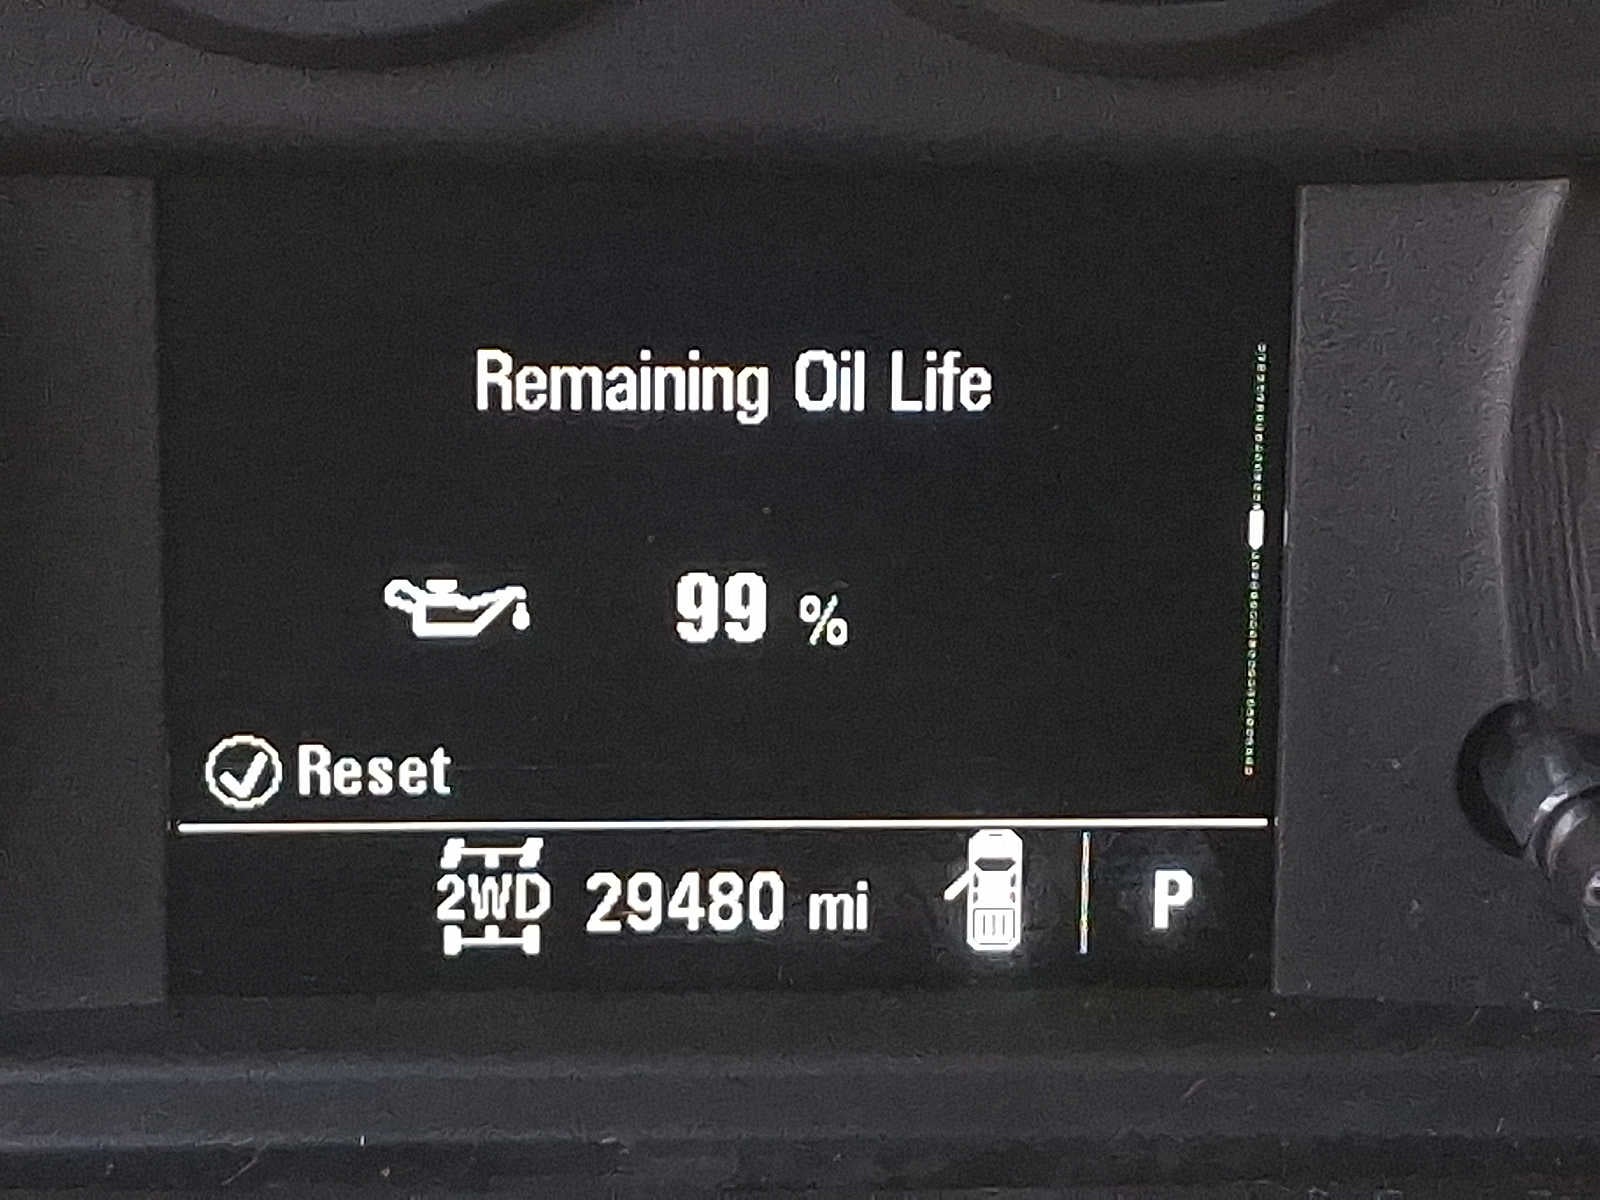 Remaining Oil Life
99 %
Reset
2WD 29480 mi P